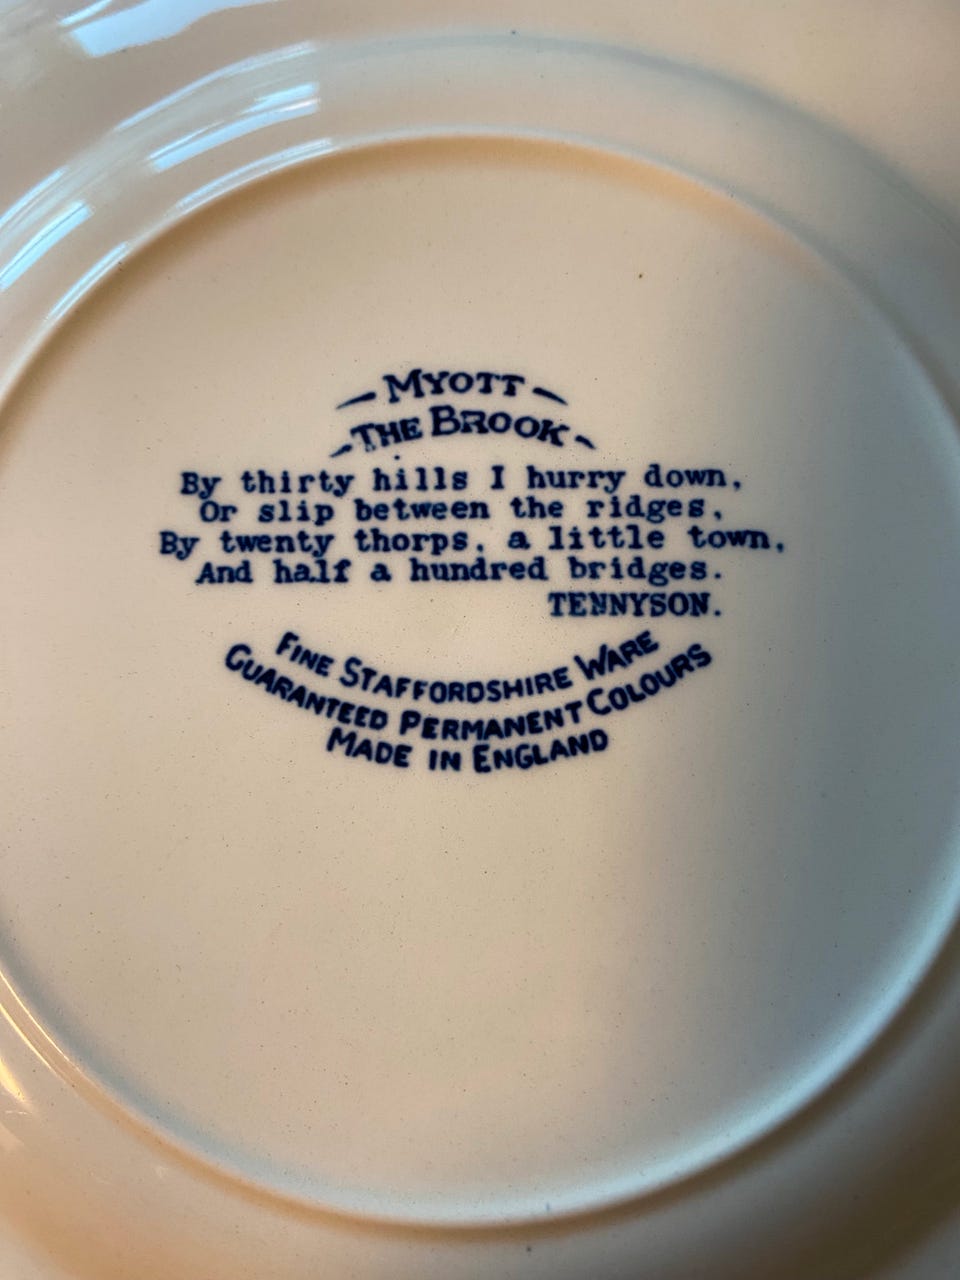 MYOTT
THE BROOK
By thirty hills I hurry down,
Or slip between the ridges,
By twenty thorps, a little town,
And half a hundred bridges.
TENNYSON.
FINE STAFFORDSHIRE WARE
GUARANTEED PERMANENT COLOURS
MADE IN ENGLAND